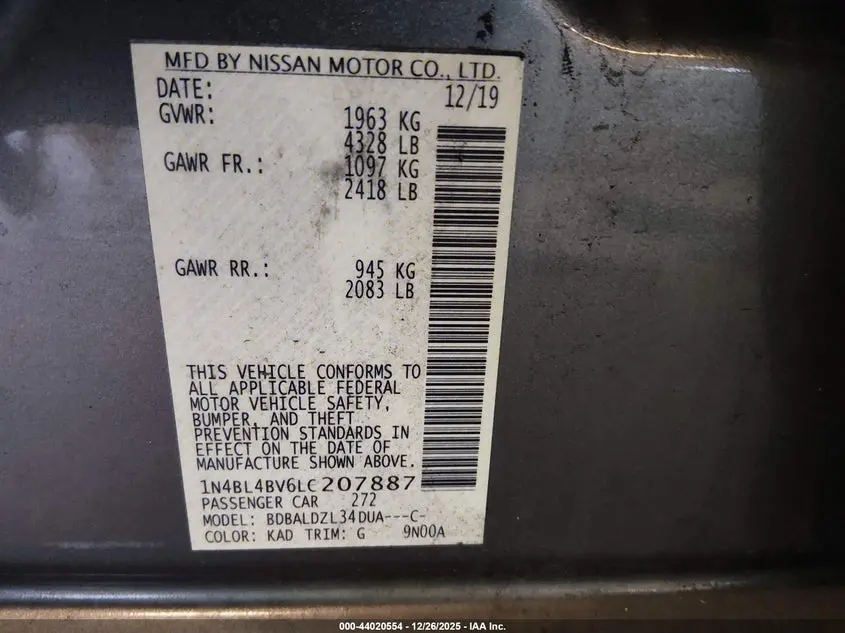 MFD BY NISSAN MOTOR CO., LTD.
DATE: 12/19
GVWR: 1963 KG
4328 LB
GAWR FR.: 1097 KG
2418 LB
GAWR RR.: 945 KG
2083 LB
THIS VEHICLE CONFORMS TO
ALL APPLICABLE FEDERAL
MOTOR VEHICLE SAFETY,
BUMPER, AND THEFT
PREVENTION STANDARDS IN
EFFECT ON THE DATE OF
MANUFACTURE SHOWN ABOVE.
1N4BL4BV6LC207887
PASSENGER CAR 272
MODEL: BDBALDZL34DUA---C-
COLOR: KAD TRIM: G 9N00A
000-44020554 - 12/26/2025 - IAA Inc.